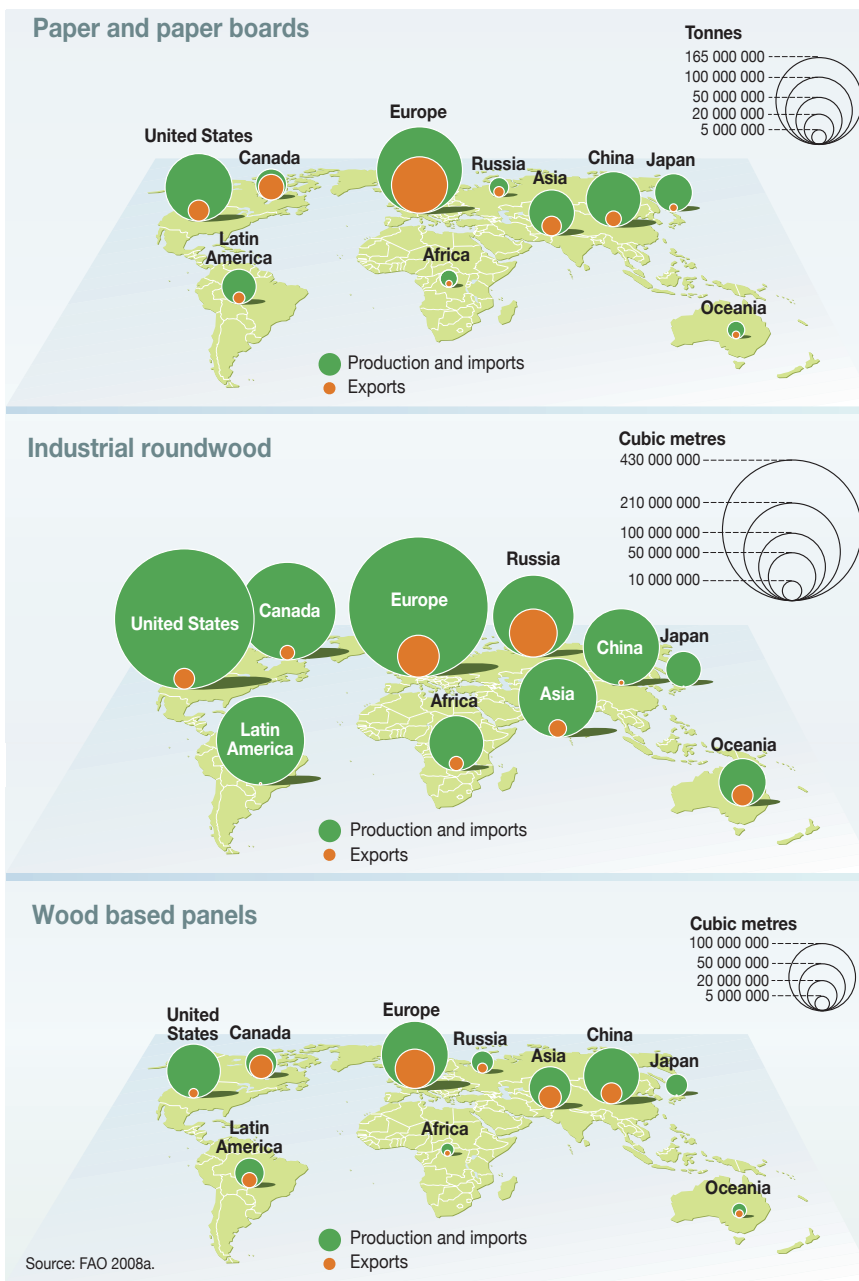 Paper and paper boards
Tonnes
165 000 000
100 000 000
50 000 000
20 000 000
5 000 000
United States
Canada
Europe
Russia
Asia
China
Japan
Latin
America
Africa
Oceania
Production and imports
Exports
Industrial roundwood
Cubic metres
430 000 000
210 000 000
100 000 000
50 000 000
10 000 000
United States
Canada
Europe
Russia
China
Japan
Asia
Latin
America
Africa
Oceania
Production and imports
Exports
Wood based panels
Cubic metres
100 000 000
50 000 000
20 000 000
5 000 000
United
States
Canada
Europe
Russia
Asia
China
Japan
Latin
America
Africa
Oceania
Production and imports
Exports
Source: FAO 2008a.